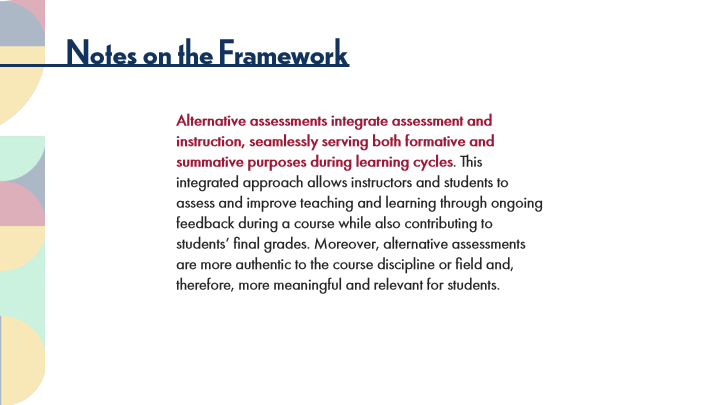 Notes on the Framework
Alternative assessments integrate assessment and
instruction, seamlessly serving both formative and
summative purposes during learning cycles. This
integrated approach allows instructors and students to
assess and improve teaching and learning through ongoing
feedback during a course while also contributing to
students’ final grades. Moreover, alternative assessments
are more authentic to the course discipline or field and,
therefore, more meaningful and relevant for students.